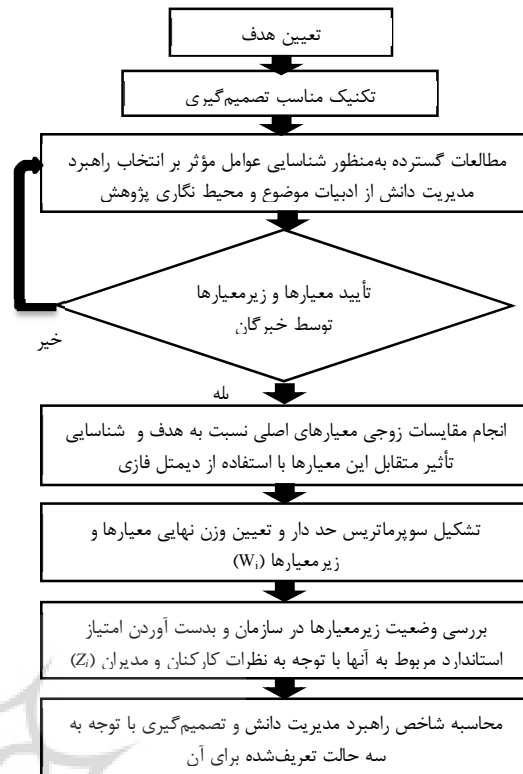 تعیین هدف
تکنیک مناسب تصمیم‌گیری
مطالعات گسترده به‌منظور شناسایی عوامل مؤثر بر انتخاب راهبرد
مدیریت دانش از ادبیات موضوع و محیط نگاری پژوهش
تأیید معیارها و زیرمعیارها
توسط خبرگان
خیر
بله
انجام مقایسات زوجی معیارهای اصلی نسبت به هدف و شناسایی
تأثیر متقابل این معیارها با استفاده از دیمتل فازی
تشکیل سوپرماتریس حد دار و تعیین وزن نهایی معیارها و
زیرمعیارها (Wi)
بررسی وضعیت زیرمعیارها در سازمان و بدست آوردن امتیاز
استاندارد مربوط به آنها با توجه به نظرات کارکنان و مدیران (Zi)
محاسبه شاخص راهبرد مدیریت دانش و تصمیم‌گیری با توجه به
سه حالت تعریف‌شده برای آن